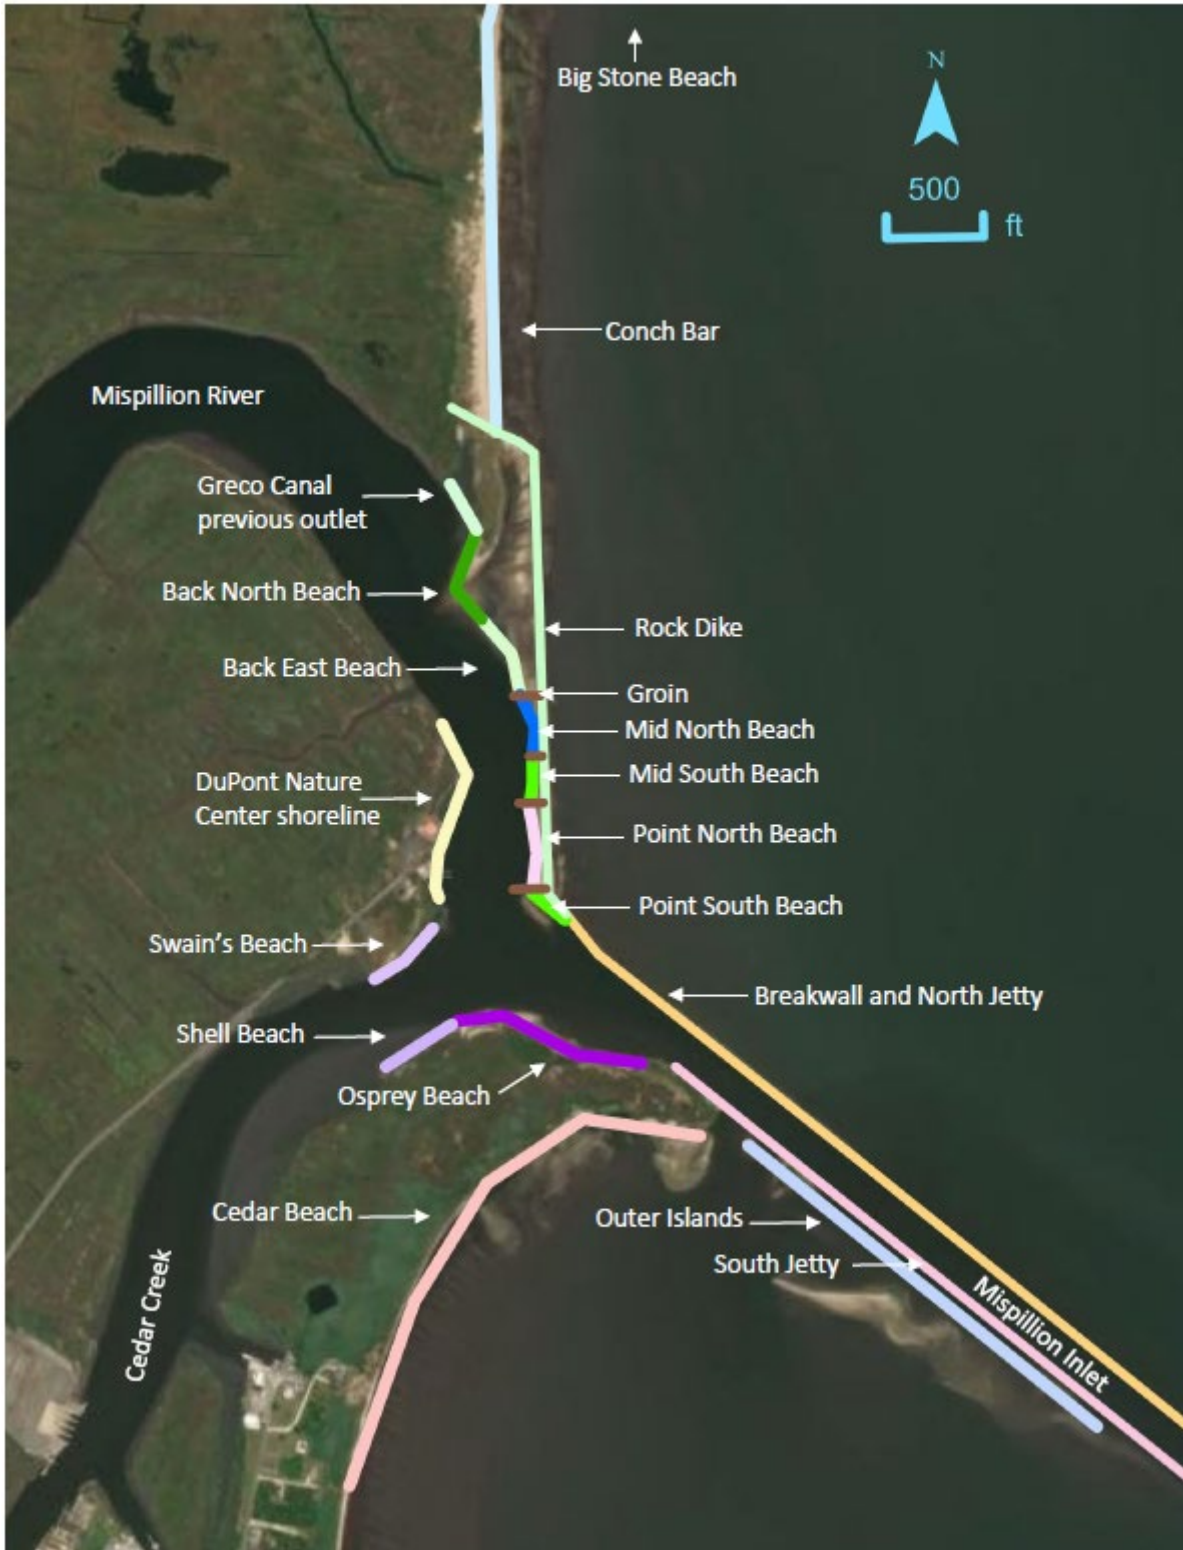 Big Stone Beach
N
500
ft
Conch Bar
Mispillion River
Greco Canal
previous outlet
Back North Beach
Rock Dike
Back East Beach
Groin
Mid North Beach
Mid South Beach
DuPont Nature
Center shoreline
Point North Beach
Point South Beach
Swain's Beach
Breakwall and North Jetty
Shell Beach
Osprey Beach
Cedar Beach
Outer Islands
South Jetty
Mispillion Inlet
Cedar Creek